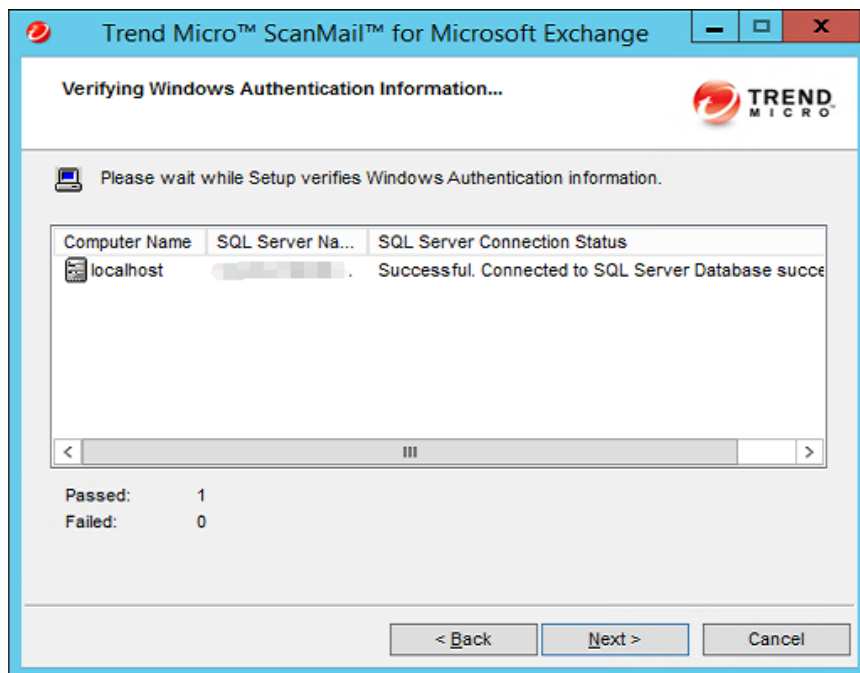 Trend Micro™ ScanMail™ for Microsoft Exchange
Verifying Windows Authentication Information...
TREND
MICRO
Please wait while Setup verifies Windows Authentication information.
Computer Name SQL Server Na... SQL Server Connection Status
localhost Successful. Connected to SQL Server Database succe
Passed: 1
Failed: 0
< Back Next > Cancel